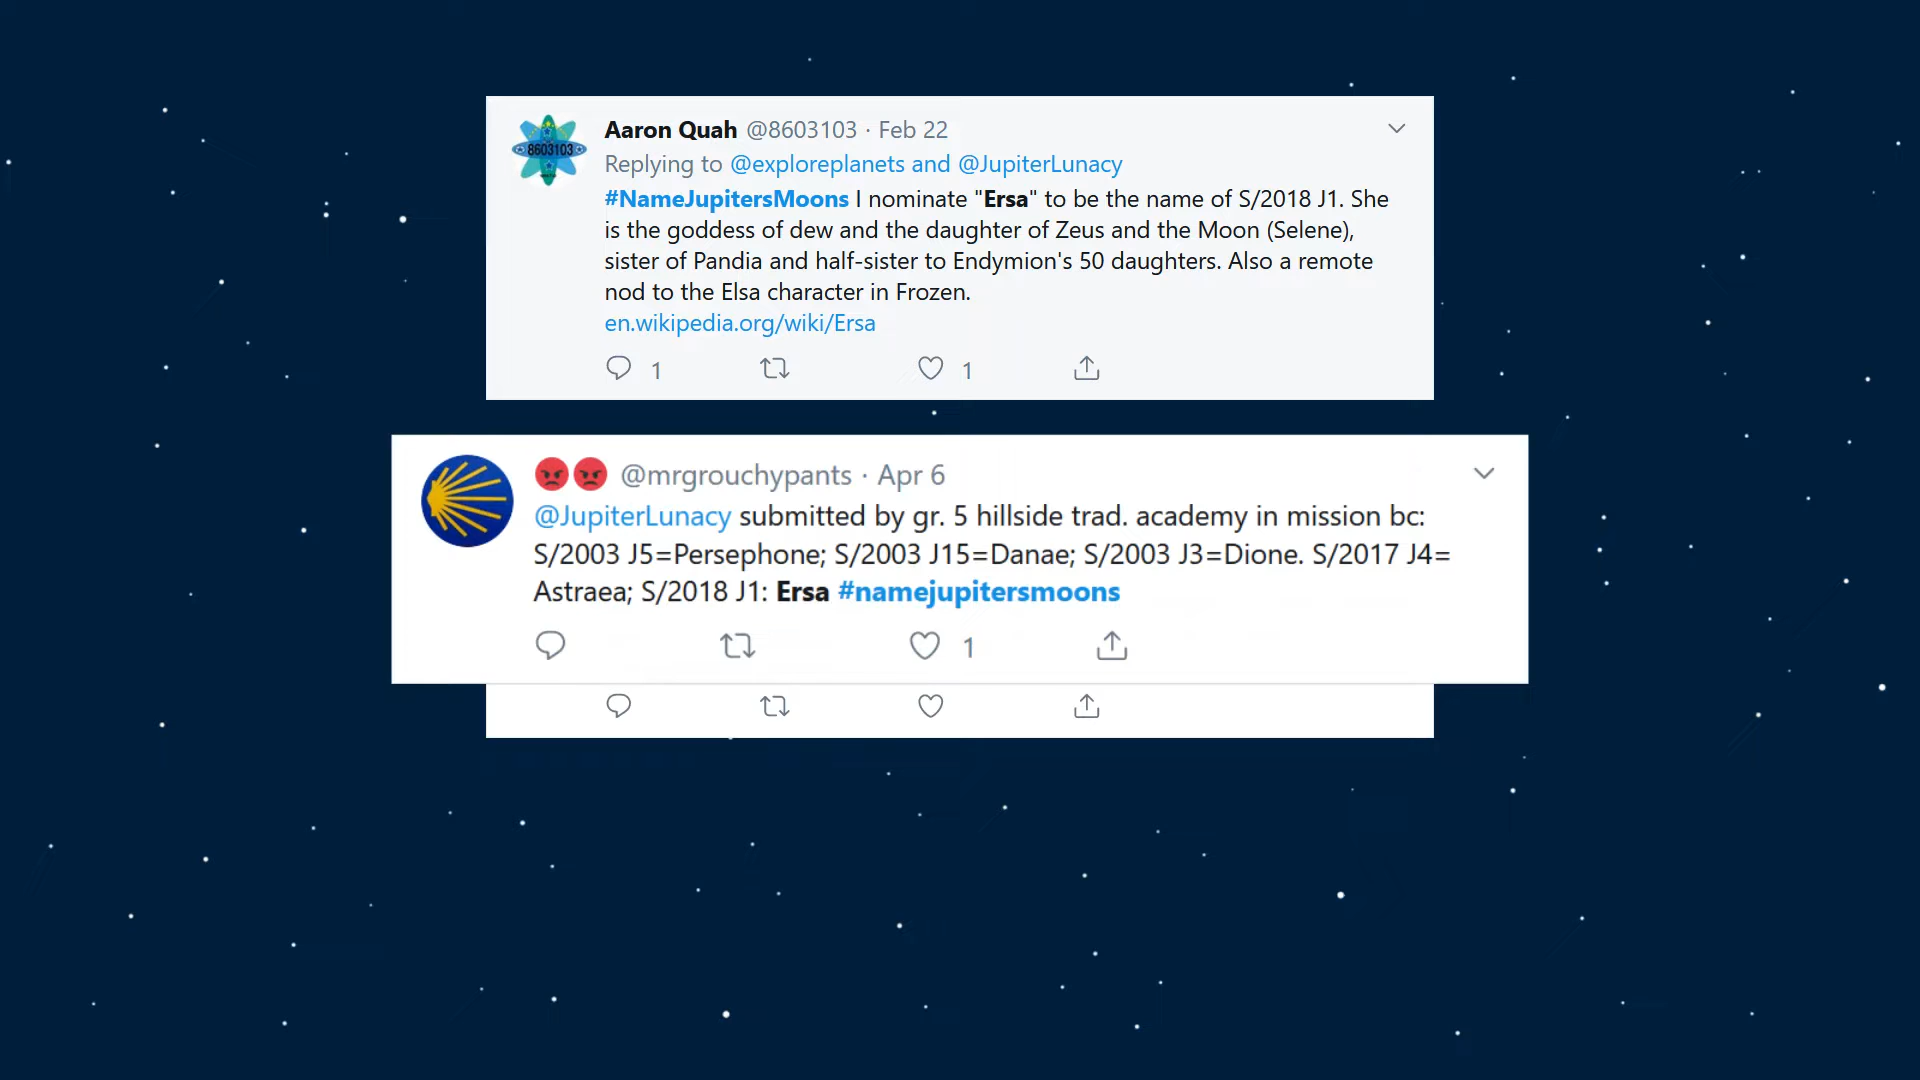 Aaron Quah @8603103 · Feb 22
8603103
Replying to @exploreplanets and @JupiterLunacy
#NameJupitersMoons I nominate "Ersa" to be the name of S/2018 J1. She
is the goddess of dew and the daughter of Zeus and the Moon (Selene),
sister of Pandia and half-sister to Endymion's 50 daughters. Also a remote
nod to the Elsa character in Frozen.
en.wikipedia.org/wiki/Ersa
1 1
😡😡 @mrgrouchypants · Apr 6
@JupiterLunacy submitted by gr. 5 hillside trad. academy in mission bc:
S/2003 J5=Persephone; S/2003 J15=Danae; S/2003 J3=Dione. S/2017 J4=
Astraea; S/2018 J1: Ersa #namejupitersmoons
1